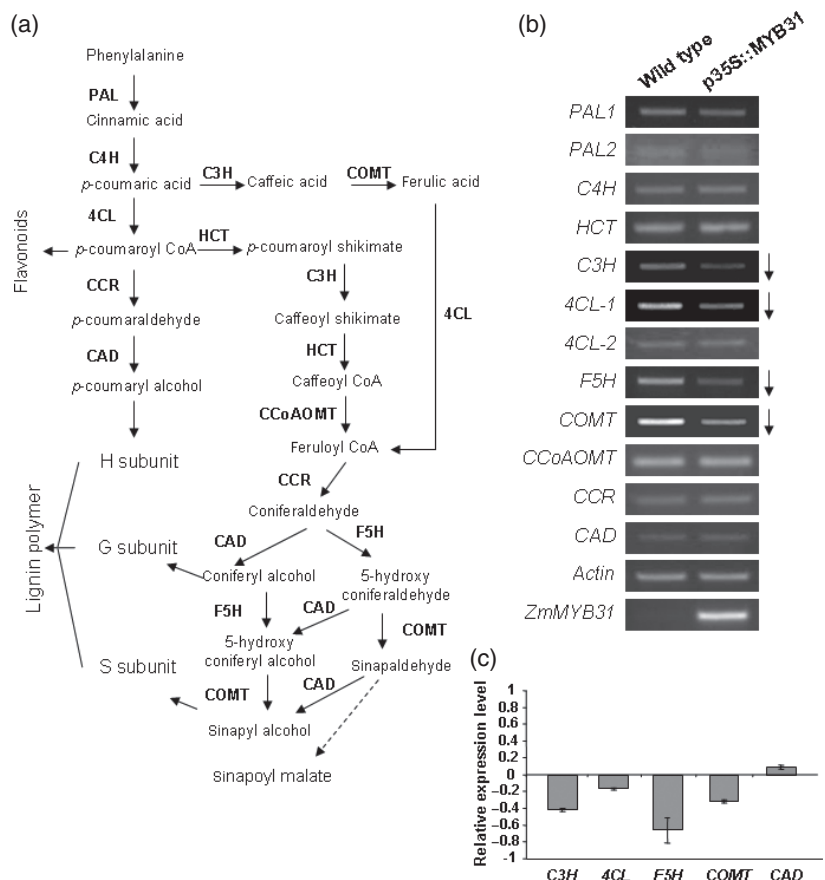 (a)
Phenylalanine
PAL
Cinnamic acid
C4H
C3H
COMT
p-coumaric acid
Caffeic acid
Ferulic acid
4CL
Flavonoids
p-coumaroyl CoA
HCT
p-coumaroyl shikimate
CCR
C3H
p-coumaraldehyde
Caffeoyl shikimate
4CL
CAD
HCT
p-coumaryl alcohol
Caffeoyl CoA
CCoAOMT
H subunit
Feruloyl CoA
CCR
Coniferaldehyde
Lignin polymer
G subunit
CAD
F5H
Coniferyl alcohol
5-hydroxy
coniferaldehyde
F5H
CAD
COMT
5-hydroxy
coniferyl alcohol
Sinapaldehyde
S subunit
COMT
CAD
Sinapyl alcohol
Sinapoyl malate
(b)
Wild type
p35S::MYB31
PAL1
PAL2
C4H
HCT
C3H
4CL-1
4CL-2
F5H
COMT
CCoAOMT
CCR
CAD
Actin
ZmMYB31
(c)
Relative expression level
1
0.8
0.6
0.4
0.2
0
–0.2
–0.4
–0.6
–0.8
–1
C3H 4CL F5H COMT CAD